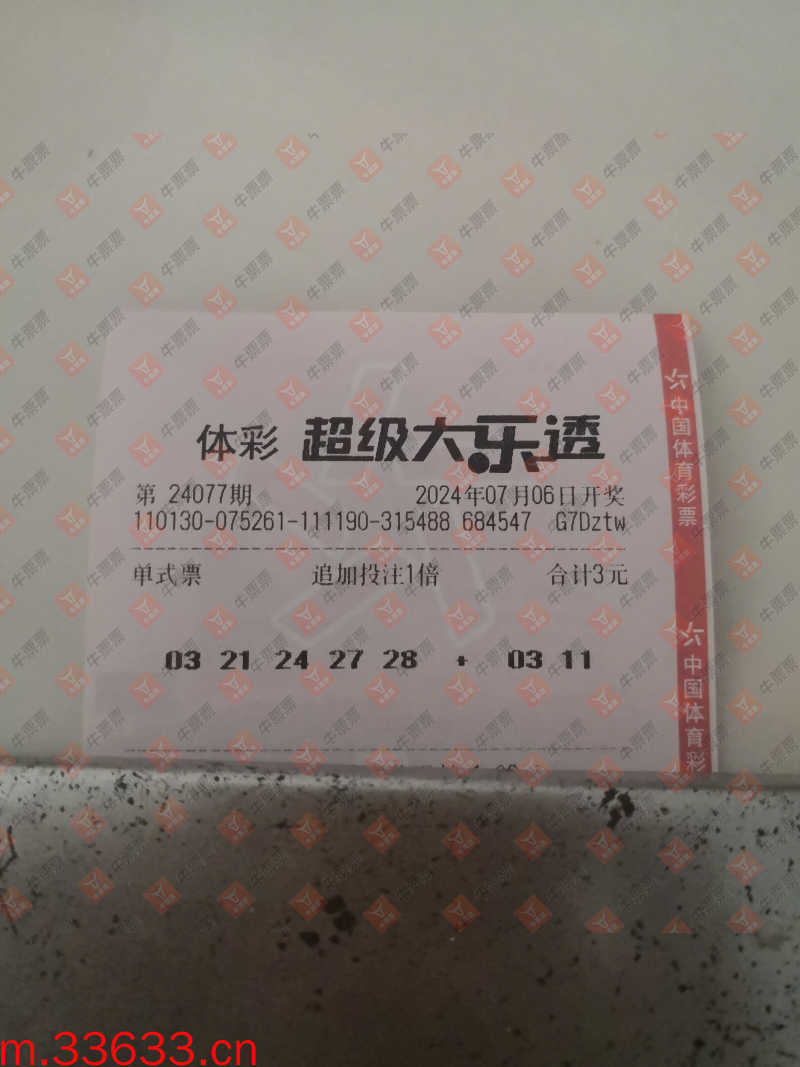 体彩 超级大乐透
第 24077期 2024年07月06日开奖
110130-075261-111190-315488 684547 G7Dztw
单式票 追加投注1倍 合计3元
03 21 24 27 28 + 03 11
中国体育彩票
中国体育彩
牛票票
m.33633.cn